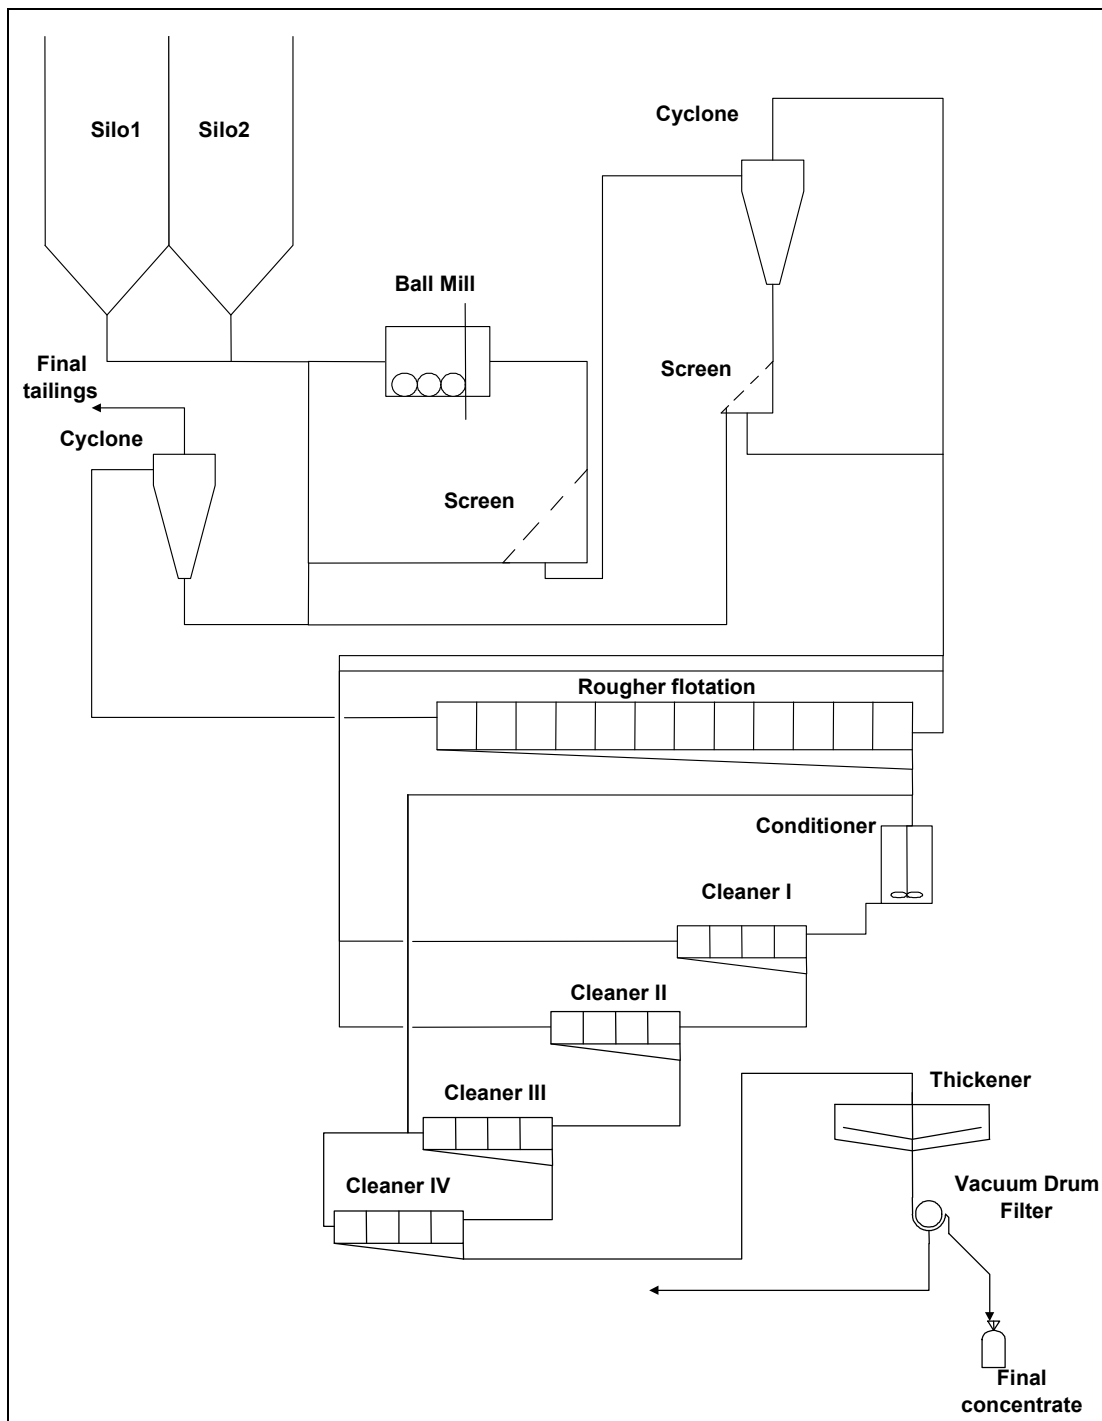 Silo1
Silo2
Cyclone
Ball Mill
Final
tailings
Screen
Cyclone
Screen
Rougher flotation
Conditioner
Cleaner I
Cleaner II
Cleaner III
Thickener
Cleaner IV
Vacuum Drum
Filter
Final
concentrate